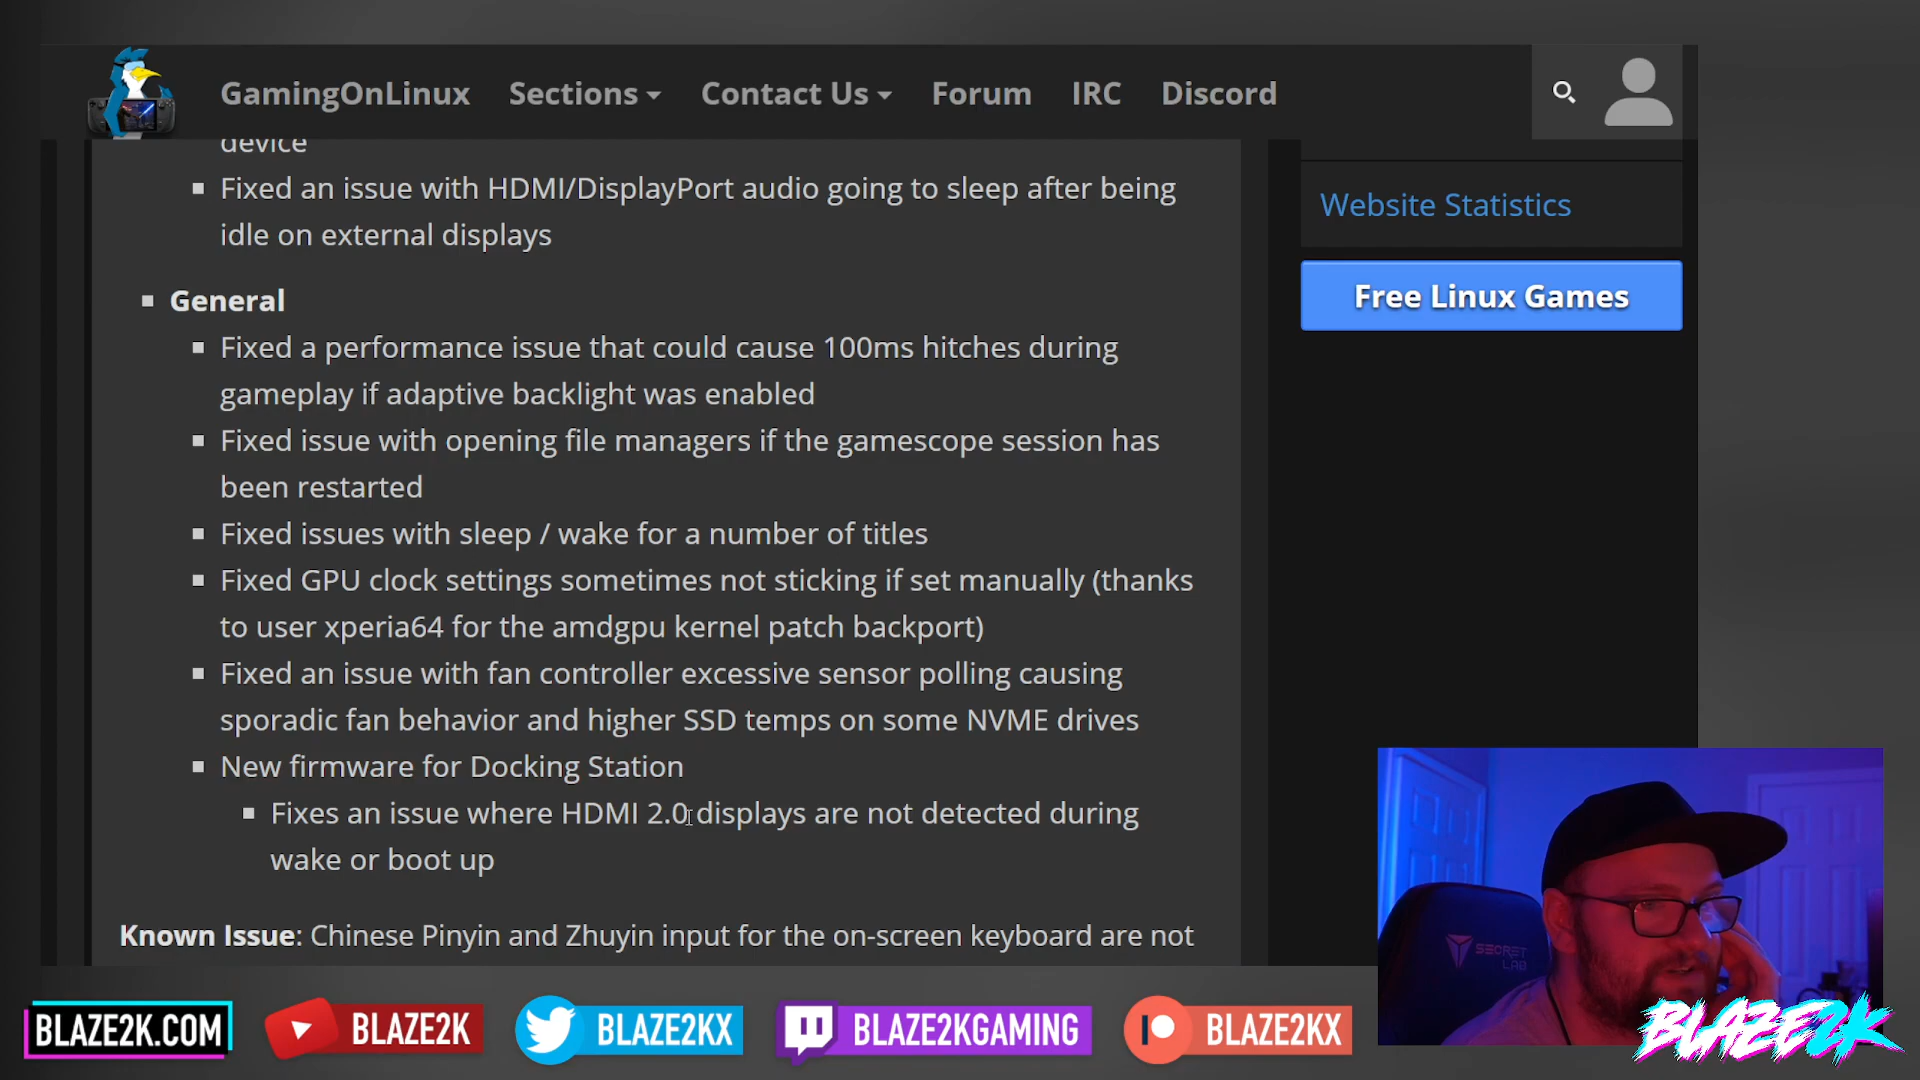 GamingOnLinux Sections Contact Us Forum IRC Discord
device
Fixed an issue with HDMI/DisplayPort audio going to sleep after being
idle on external displays
General
Fixed a performance issue that could cause 100ms hitches during
gameplay if adaptive backlight was enabled
Fixed issue with opening file managers if the gamescope session has
been restarted
Fixed issues with sleep / wake for a number of titles
Fixed GPU clock settings sometimes not sticking if set manually (thanks
to user xperia64 for the amdgpu kernel patch backport)
Fixed an issue with fan controller excessive sensor polling causing
sporadic fan behavior and higher SSD temps on some NVME drives
New firmware for Docking Station
Fixes an issue where HDMI 2.0 displays are not detected during
wake or boot up
Known Issue: Chinese Pinyin and Zhuyin input for the on-screen keyboard are not
Website Statistics
Free Linux Games
SECRET
LAB
BLAZE2K.COM BLAZE2K BLAZE2KX BLAZE2KGAMING BLAZE2KX
BLAZE2K